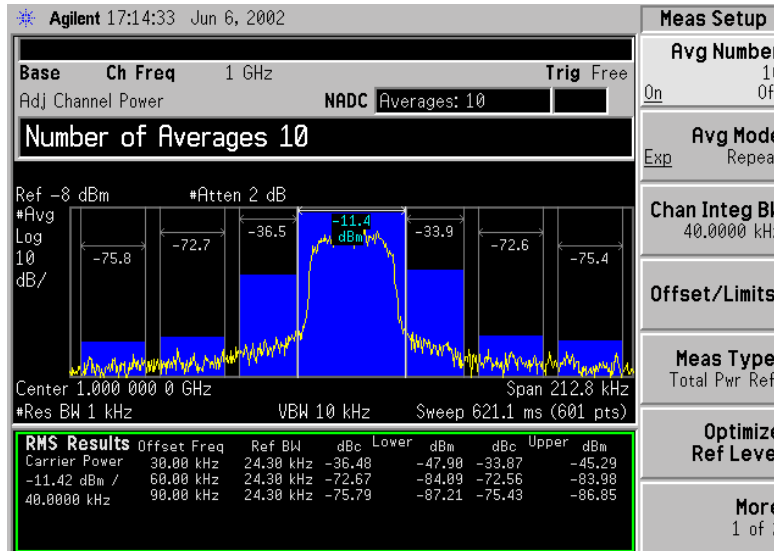 Agilent 17:14:33 Jun 6, 2002
Base Ch Freq 1 GHz Trig Free
Adj Channel Power NADC Averages: 10
Number of Averages 10
Ref -8 dBm #Atten 2 dB
#Avg
Log
10
dB/
-75.8 -72.7 -36.5 -11.4 dBm -33.9 -72.6 -75.4
Center 1.000 000 0 GHz Span 212.8 kHz
#Res BW 1 kHz VBW 10 kHz Sweep 621.1 ms (601 pts)
RMS Results Offset Freq Ref BW dBc Lower dBm dBc Upper dBm
Carrier Power 30.00 kHz 24.30 kHz -36.48 -47.90 -33.87 -45.29
-11.42 dBm / 60.00 kHz 24.30 kHz -72.67 -84.09 -72.56 -83.98
40.0000 kHz 90.00 kHz 24.30 kHz -75.79 -87.21 -75.43 -86.85
Meas Setup
Avg Number
On
Avg Mode
Exp Repea
Chan Integ BW
40.0000 kHz
Offset/Limits
Meas Type
Total Pwr Ref
Optimize
Ref Leve
More
1 of